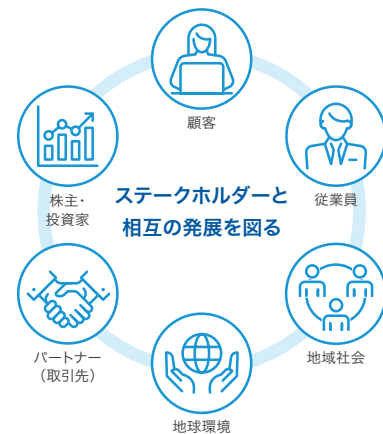 顧客
従業員
地域社会
地球環境
パートナー
（取引先）
株主・
投資家
ステークホルダーと
相互の発展を図る